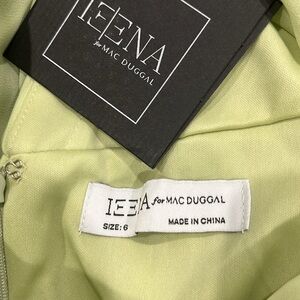 IEENA
for MAC DUGGAL
IEENA for MAC DUGGAL
SIZE: 6
MADE IN CHINA